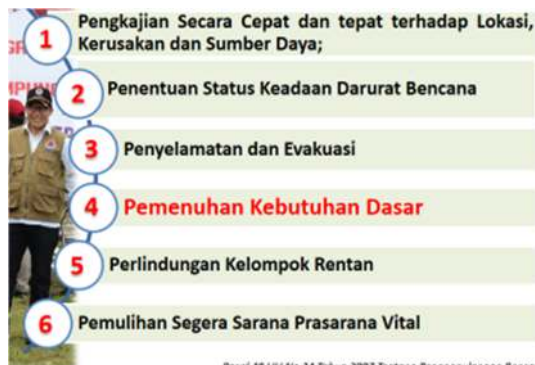 1 Pengkajian Secara Cepat dan tepat terhadap Lokasi,
Kerusakan dan Sumber Daya;
2 Penentuan Status Keadaan Darurat Bencana
3 Penyelamatan dan Evakuasi
4 Pemenuhan Kebutuhan Dasar
5 Perlindungan Kelompok Rentan
6 Pemulihan Segera Sarana Prasarana Vital